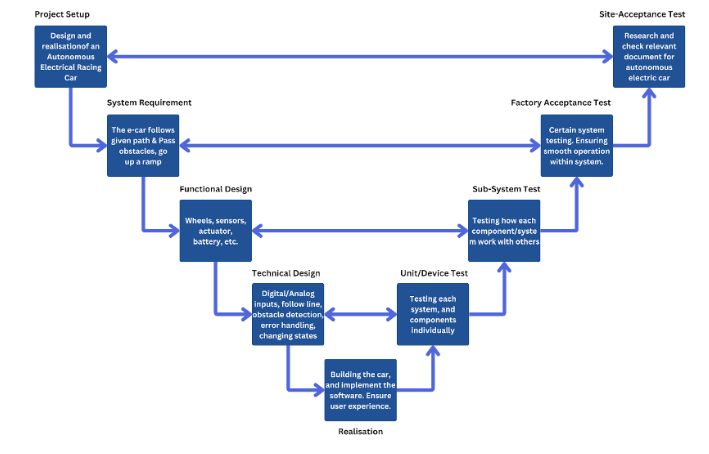 Project Setup
Site-Acceptance Test
Design and
realisationof an
Autonomous
Electrical Racing
Car
Research and
check relevant
document for
autonomous
electric car
System Requirement
Factory Acceptance Test
The e-car follows
given path & Pass
obstacles, go
up a ramp
Certain system
testing. Ensuring
smooth operation
within system.
Functional Design
Sub-System Test
Wheels, sensors,
actuator,
battery, etc.
Testing how each
component/syste
m work with others
Technical Design
Unit/Device Test
Digital/Analog
inputs, follow line,
obstacle detection,
error handling,
changing states
Testing each
system, and
components
individually
Building the car,
and implement the
software. Ensure
user experience.
Realisation